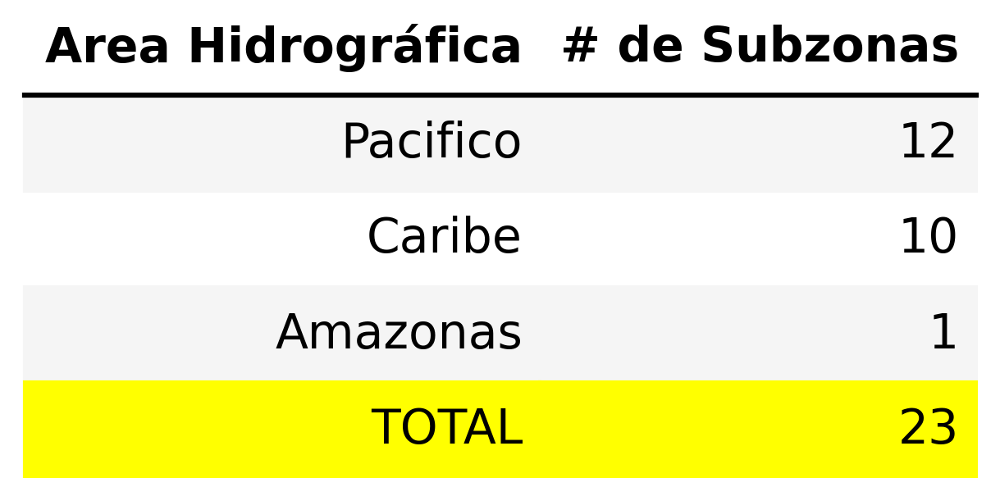 Area Hidrográfica # de Subzonas
Pacifico 12
Caribe 10
Amazonas 1
TOTAL 23